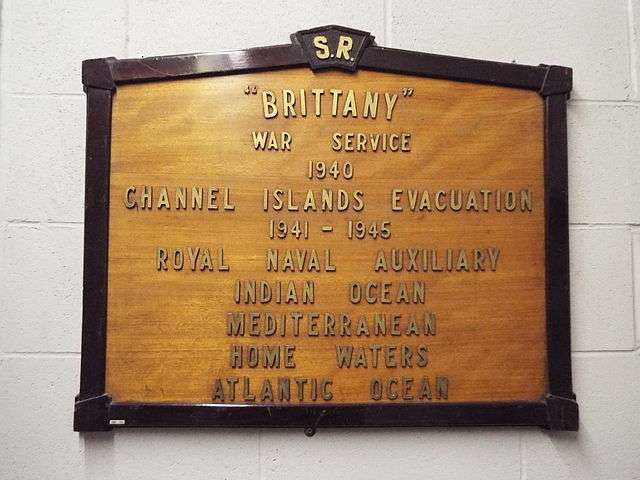 S.R.
"BRITTANY"
WAR SERVICE
1940
CHANNEL ISLANDS EVACUATION
1941 - 1945
ROYAL NAVAL AUXILIARY
INDIAN OCEAN
MEDITERRANEAN
HOME WATERS
ATLANTIC OCEAN